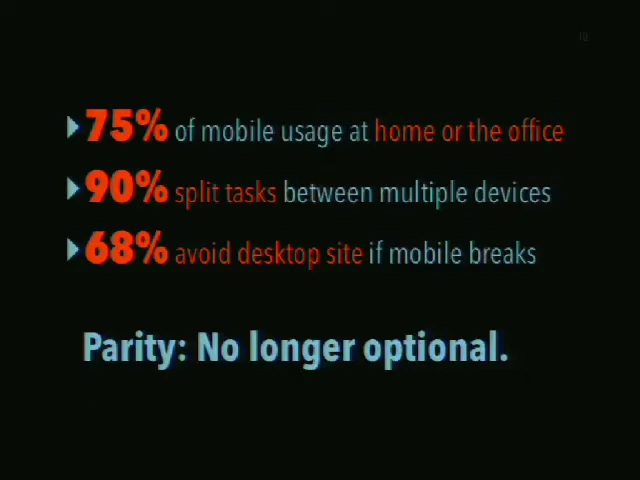 75% of mobile usage at home or the office
90% split tasks between multiple devices
68% avoid desktop site if mobile breaks
Parity: No longer optional.